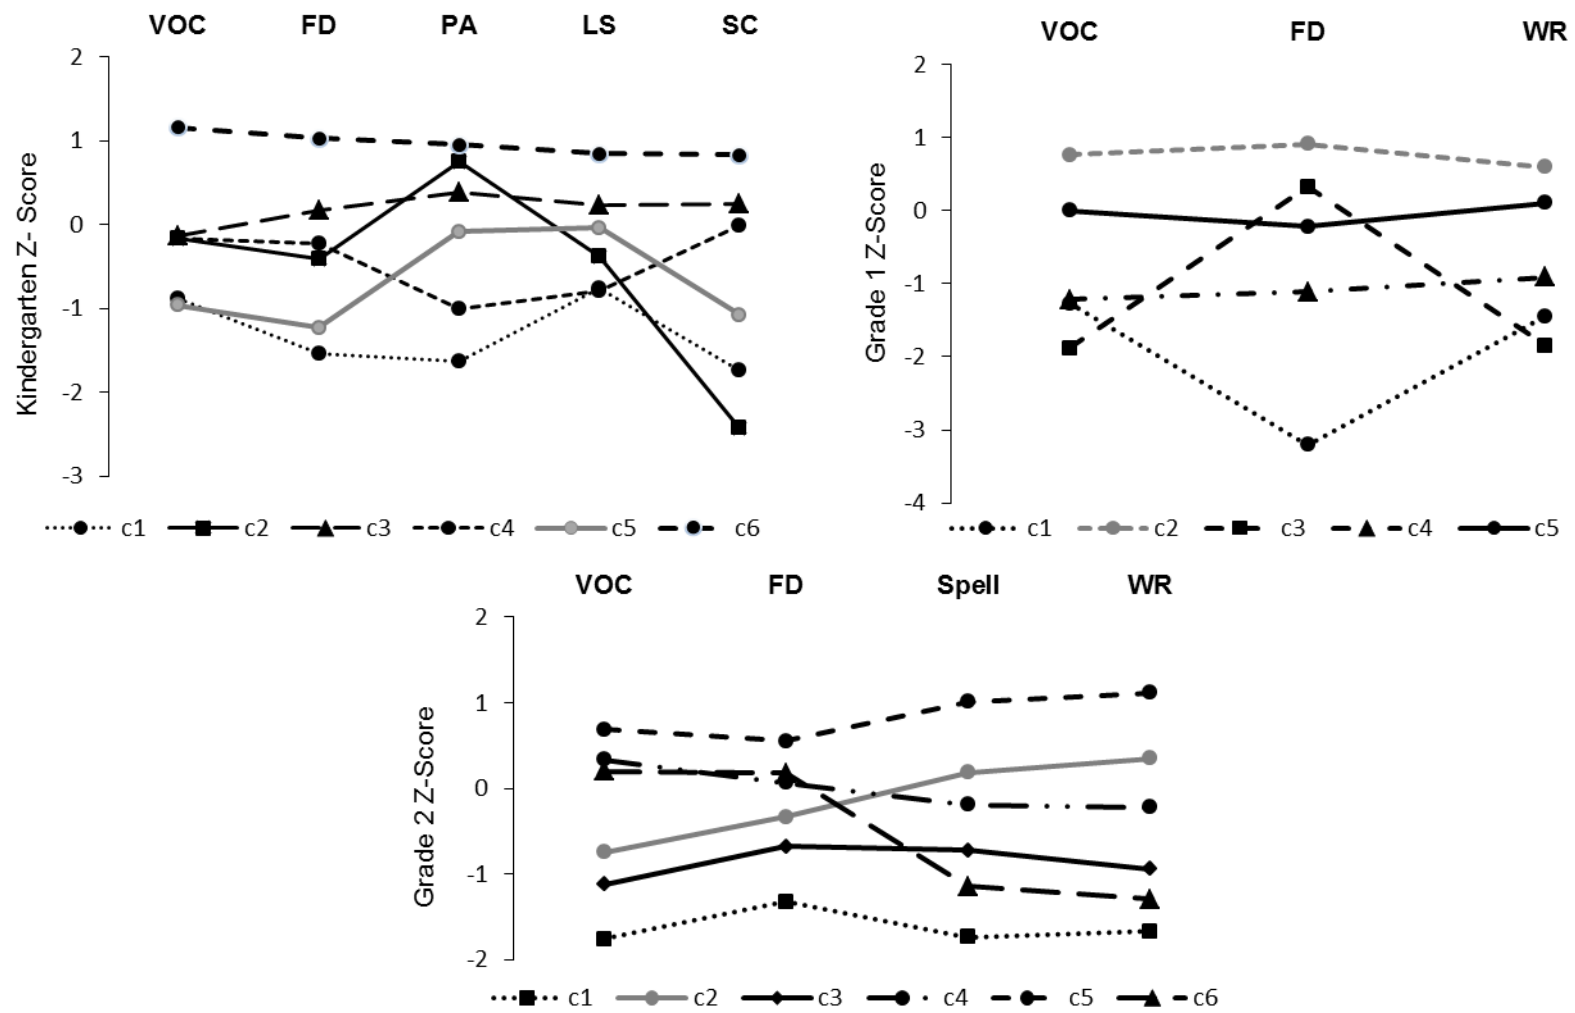 VOC FD PA LS SC
2
1
0
-1
-2
-3
Kindergarten Z- Score
c1 c2 c3 c4 c5 c6
VOC FD WR
2
1
0
-1
-2
-3
-4
Grade 1 Z-Score
c1 c2 c3 c4 c5
VOC FD Spell WR
2
1
0
-1
-2
Grade 2 Z-Score
c1 c2 c3 c4 c5 c6